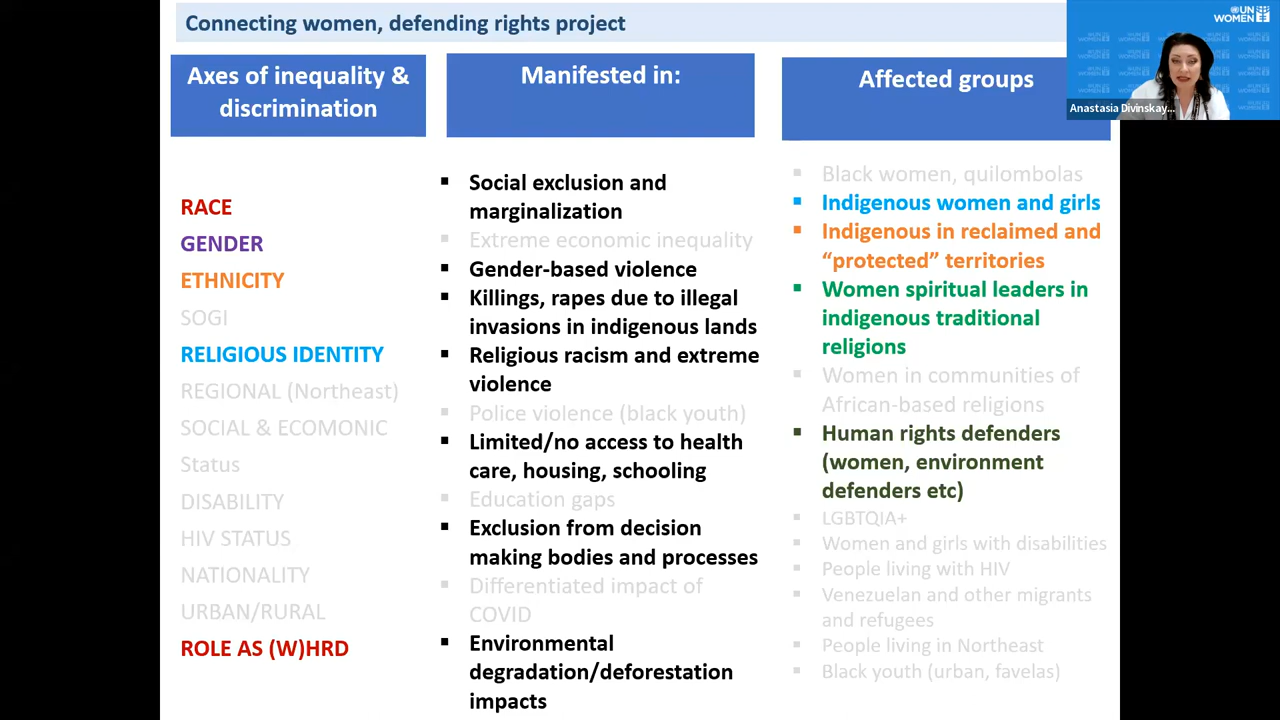 Connecting women, defending rights project
UN
WOMEN
Anastasia Divinskay...
Axes of inequality &
discrimination
RACE
GENDER
ETHNICITY
SOGI
RELIGIOUS IDENTITY
REGIONAL (Northeast)
SOCIAL & ECOMONIC
Status
DISABILITY
HIV STATUS
NATIONALITY
URBAN/RURAL
ROLE AS (W)HRD
Manifested in:
▪ Social exclusion and
marginalization
Extreme economic inequality
▪ Gender-based violence
▪ Killings, rapes due to illegal
invasions in indigenous lands
▪ Religious racism and extreme
violence
Police violence (black youth)
▪ Limited/no access to health
care, housing, schooling
Education gaps
▪ Exclusion from decision
making bodies and processes
Differentiated impact of
COVID
▪ Environmental
degradation/deforestation
impacts
Affected groups
▪ Black women, quilombolas
▪ Indigenous women and girls
▪ Indigenous in reclaimed and
“protected” territories
▪ Women spiritual leaders in
indigenous traditional
religions
▪ Women in communities of
African-based religions
▪ Human rights defenders
(women, environment
defenders etc)
▪ LGBTQIA+
▪ Women and girls with disabilities
▪ People living with HIV
▪ Venezuelan and other migrants
and refugees
▪ People living in Northeast
▪ Black youth (urban, favelas)